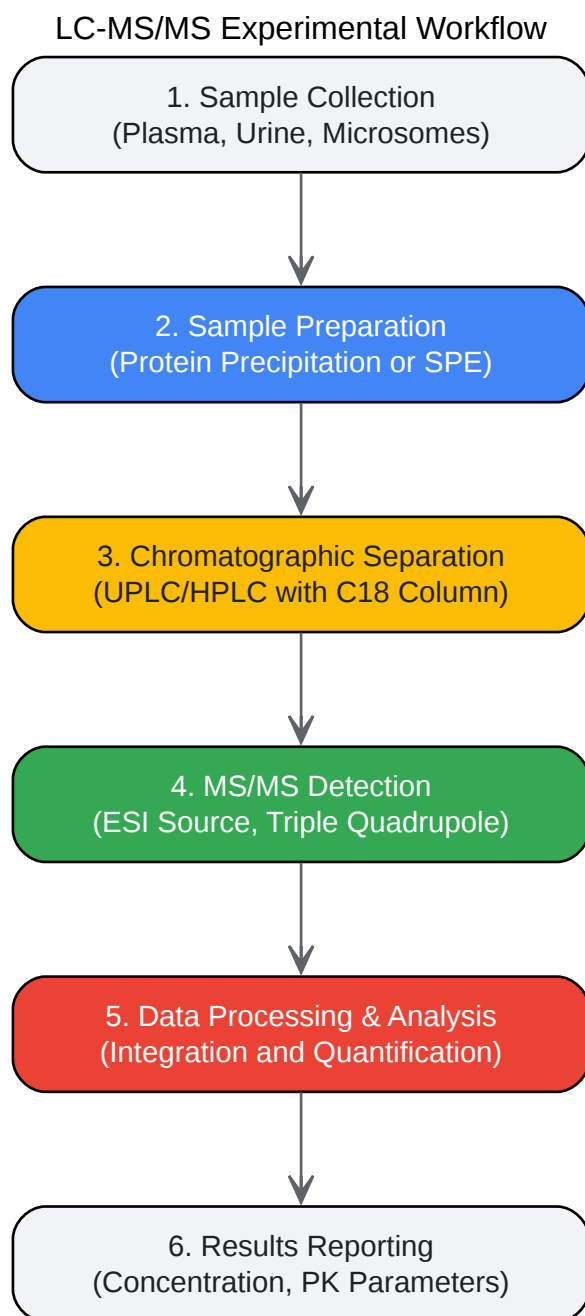 LC-MS/MS Experimental Workflow
1. Sample Collection
(Plasma, Urine, Microsomes)
2. Sample Preparation
(Protein Precipitation or SPE)
3. Chromatographic Separation
(UPLC/HPLC with C18 Column)
4. MS/MS Detection
(ESI Source, Triple Quadrupole)
5. Data Processing & Analysis
(Integration and Quantification)
6. Results Reporting
(Concentration, PK Parameters)